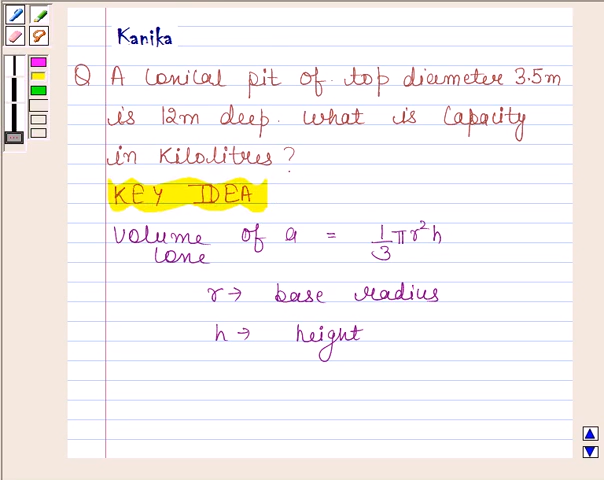 Kanika
Q A Conical pit of top diameter 3.5m
is 12m deep. What is Capacity
in Kilolitres?
KEY IDEA
Volume of a = 1/3 πr²h
Cone
r → base radius
h → height